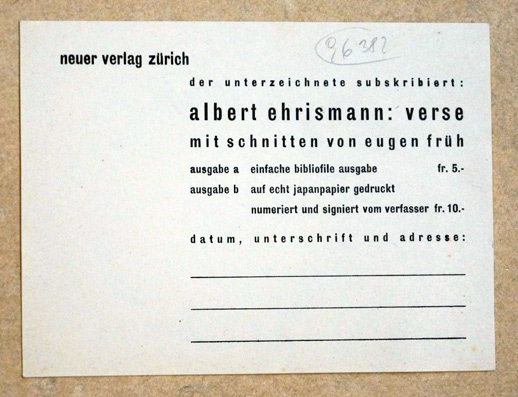 neuer verlag zürich
der unterzeichnete subskribiert:
albert ehrismann: verse
mit schnitten von eugen früh
ausgabe a einfache bibliofile ausgabe fr. 5.-
ausgabe b auf echt japanpapier gedruckt
numeriert und signiert vom verfasser fr. 10.-
datum, unterschrift und adresse: